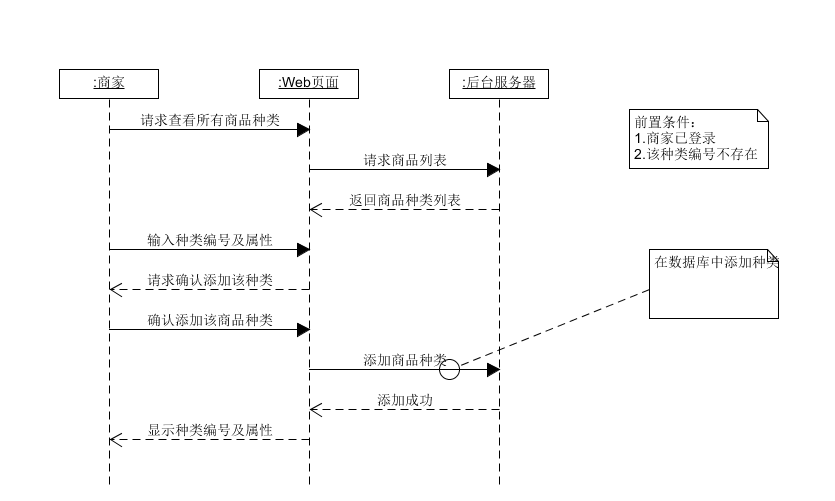 :商家
:Web页面
:后台服务器
请求查看所有商品种类
前置条件：
1.商家已登录
2.该种类编号不存在
请求商品列表
返回商品种类列表
输入种类编号及属性
在数据库中添加种类
请求确认添加该种类
确认添加该商品种类
添加商品种类
添加成功
显示种类编号及属性